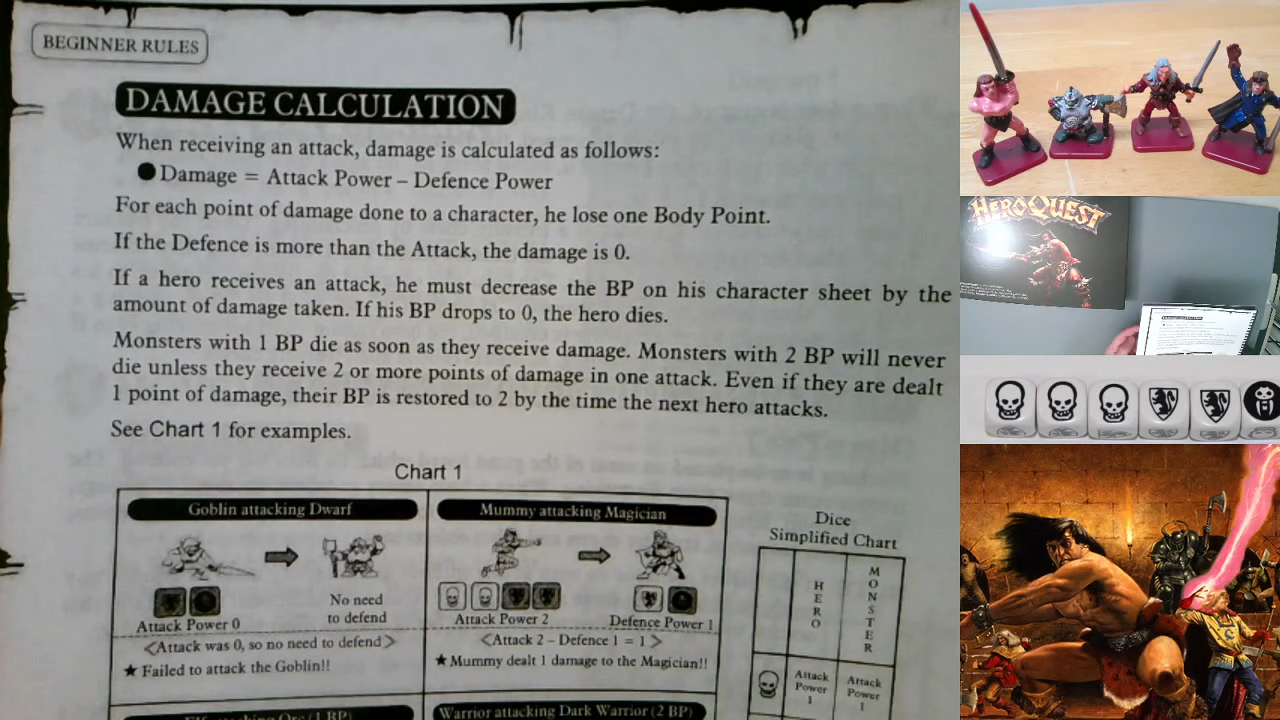 BEGINNER RULES
DAMAGE CALCULATION
When receiving an attack, damage is calculated as follows:
● Damage = Attack Power – Defence Power
For each point of damage done to a character, he lose one Body Point.
If the Defence is more than the Attack, the damage is 0.
If a hero receives an attack, he must decrease the BP on his character sheet by the
amount of damage taken. If his BP drops to 0, the hero dies.
Monsters with 1 BP die as soon as they receive damage. Monsters with 2 BP will never
die unless they receive 2 or more points of damage in one attack. Even if they are dealt
1 point of damage, their BP is restored to 2 by the time the next hero attacks.
See Chart 1 for examples.
Chart 1
Goblin attacking Dwarf
Attack Power 0
No need
to defend
<Attack was 0, so no need to defend>
★ Failed to attack the Goblin!!
Mummy attacking Magician
Attack Power 2
Defence Power 1
<Attack 2 – Defence 1 = 1>
★ Mummy dealt 1 damage to the Magician!!
Warrior attacking Dark Warrior (2 BP)
Dice
Simplified Chart
HERO
MONSTER
Attack
Power
1
Attack
Power
1
HEROQUEST
DAMAGE CALCULATION